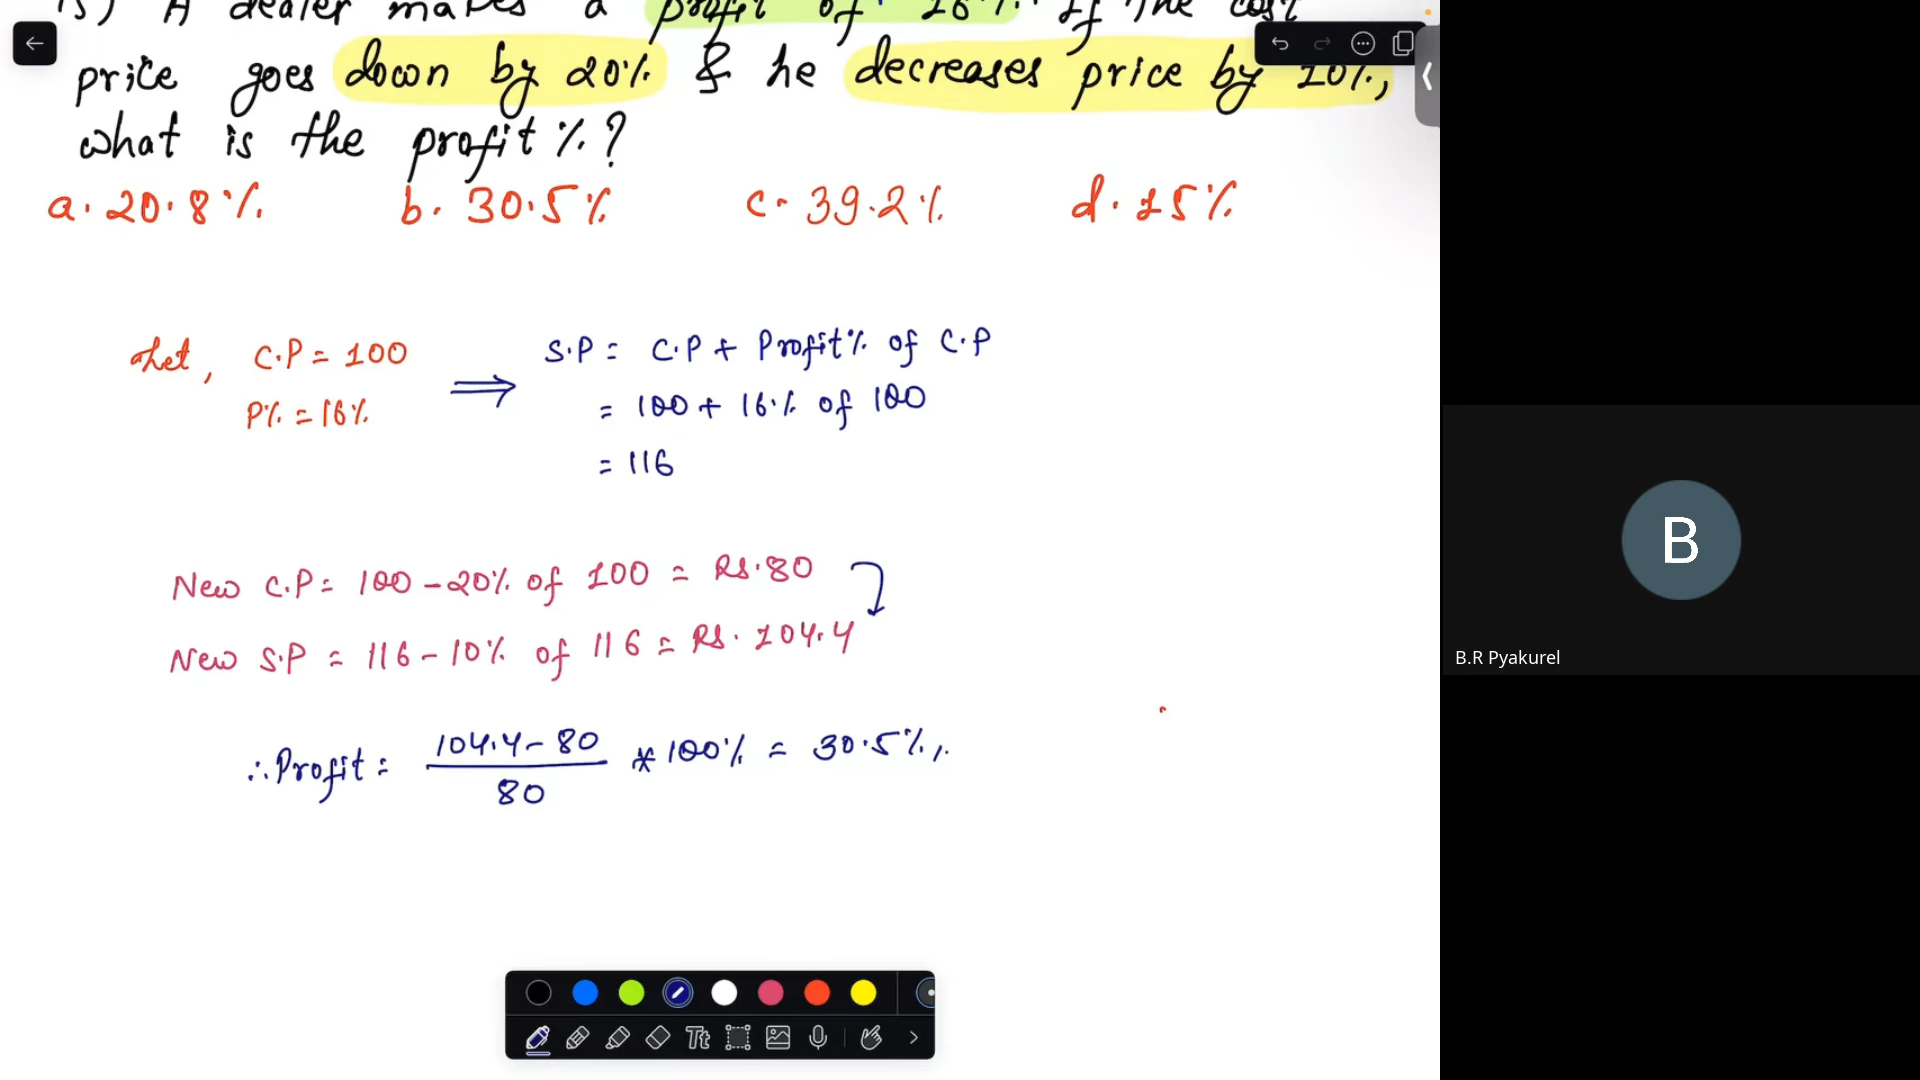 15) A dealer makes a profit of 16%. If the cost
price goes down by 20% & he decreases price by 10%,
what is the profit %?
a. 20.8% b. 30.5% c. 39.2% d. 15%
Let, C.P = 100
P% = 16%
S.P = C.P + Profit% of C.P
= 100 + 16% of 100
= 116
New C.P = 100 - 20% of 100 = Rs. 80
New S.P = 116 - 10% of 116 = Rs. 104.4
∴ Profit = 104.4 - 80 / 80 * 100% = 30.5%
B
B.R Pyakurel
Tt